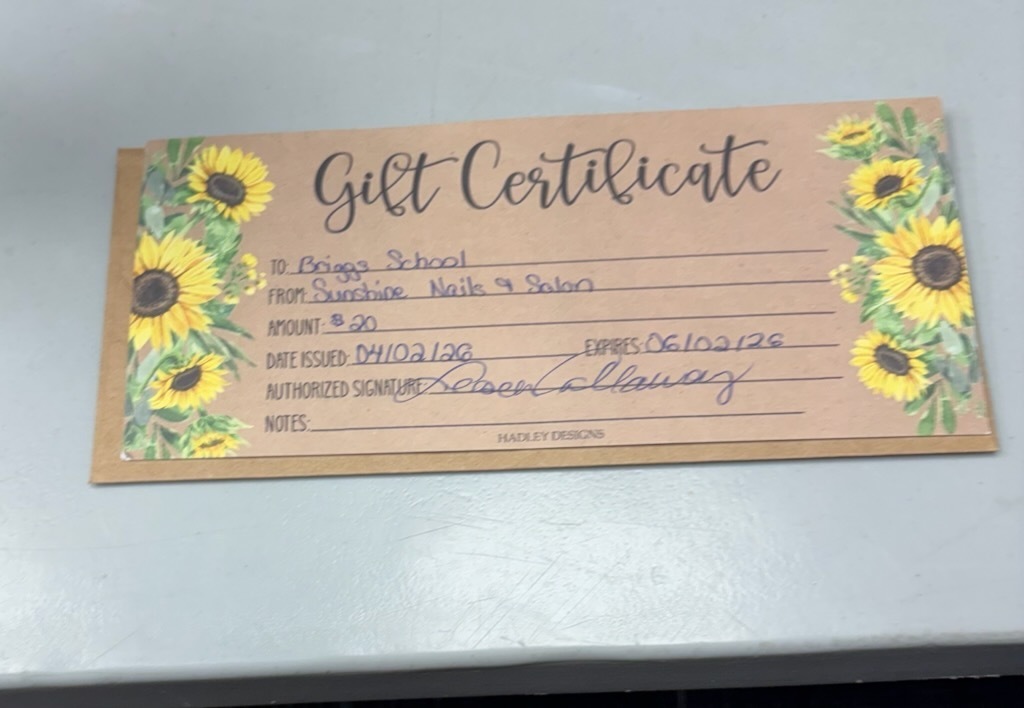 Gift Certificate
TO: Briggs School
FROM: Sunshine Nails & Salon
AMOUNT: $20
DATE ISSUED: 04/02/26 EXPIRES: 06/02/26
AUTHORIZED SIGNATURE: Callaway
NOTES:
HADLEY DESIGNS